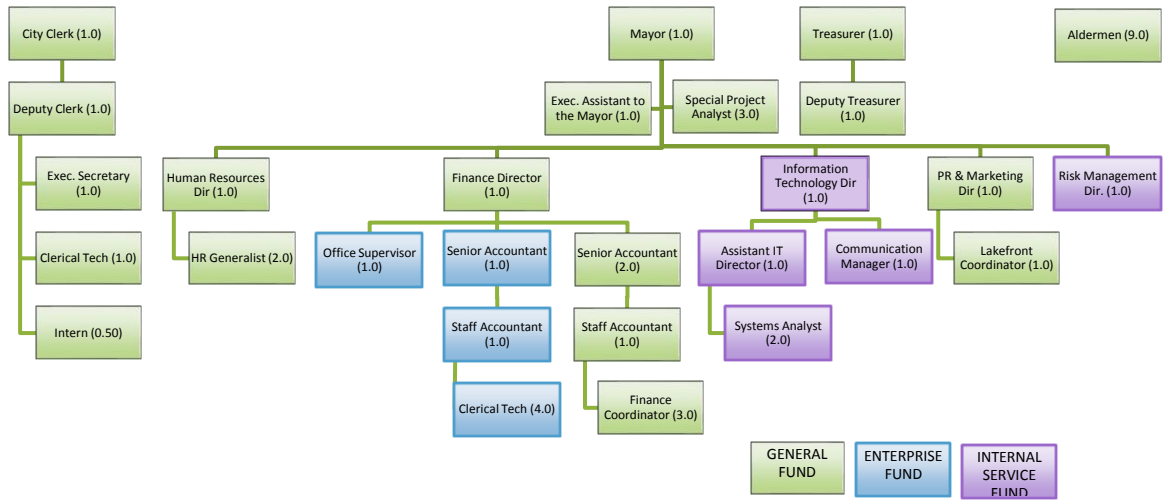 City Clerk (1.0)
Mayor (1.0)
Treasurer (1.0)
Aldermen (9.0)
Deputy Clerk (1.0)
Exec. Assistant to
the Mayor (1.0)
Special Project
Analyst (3.0)
Deputy Treasurer
(1.0)
Exec. Secretary
(1.0)
Human Resources
Dir (1.0)
Finance Director
(1.0)
Information
Technology Dir
(1.0)
PR & Marketing
Dir (1.0)
Risk Management
Dir. (1.0)
Clerical Tech (1.0)
HR Generalist (2.0)
Office Supervisor
(1.0)
Senior Accountant
(1.0)
Senior Accountant
(2.0)
Assistant IT
Director (1.0)
Communication
Manager (1.0)
Lakefront
Coordinator (1.0)
Intern (0.50)
Staff Accountant
(1.0)
Staff Accountant
(1.0)
Systems Analyst
(2.0)
Clerical Tech (4.0)
Finance
Coordinator (3.0)
GENERAL
FUND
ENTERPRISE
FUND
INTERNAL
SERVICE
FUND